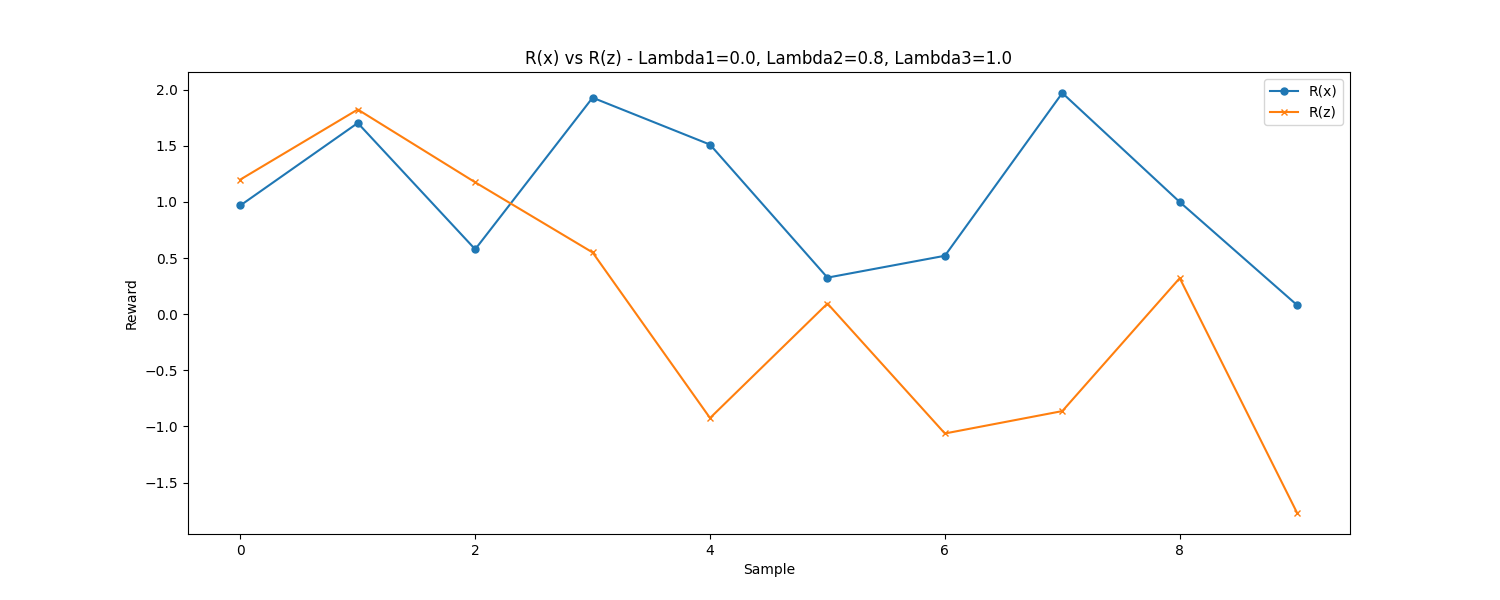 R(x) vs R(z) - Lambda1=0.0, Lambda2=0.8, Lambda3=1.0
R(x)
R(z)
2.0
1.5
1.0
0.5
0.0
−0.5
−1.0
−1.5
Reward
0 2 4 6 8
Sample